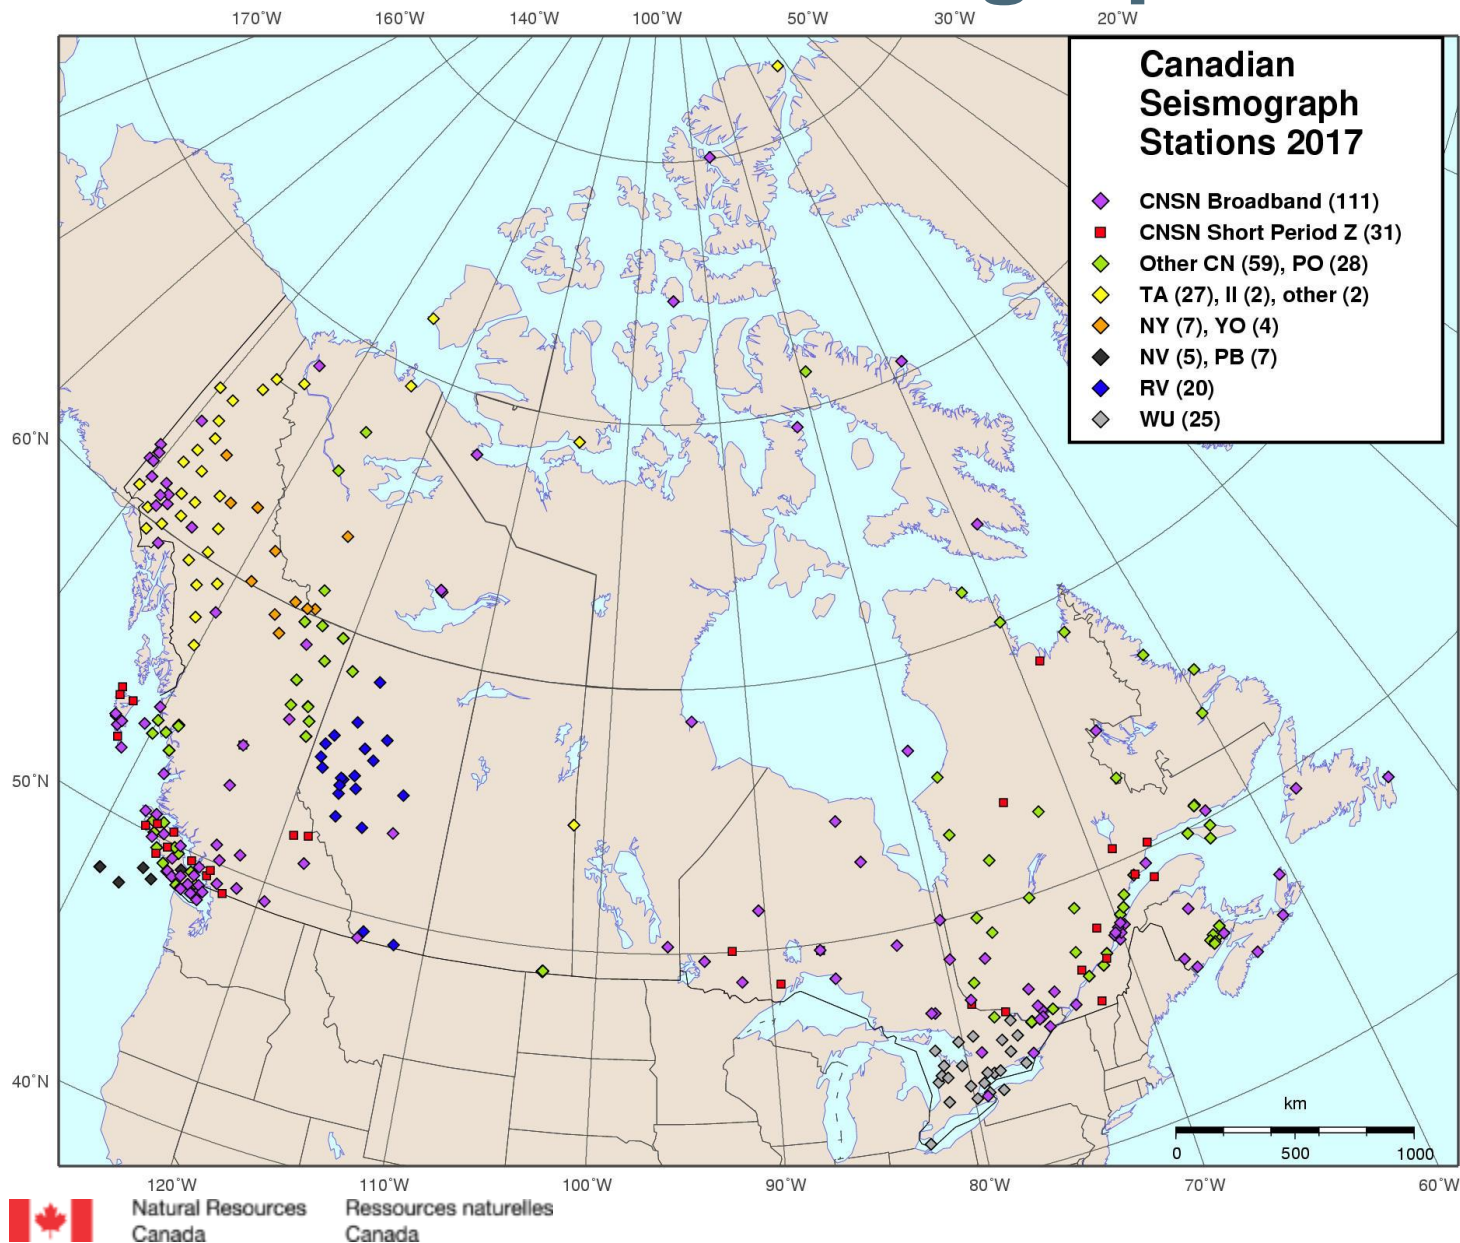 170°W 160°W 140°W 100°W 50°W 30°W 20°W
Canadian
Seismograph
Stations 2017
CNSN Broadband (111)
CNSN Short Period Z (31)
Other CN (59), PO (28)
TA (27), II (2), other (2)
NY (7), YO (4)
NV (5), PB (7)
RV (20)
WU (25)
60°N
50°N
40°N
km
0 500 1000
120°W 110°W 100°W 90°W 80°W 70°W 60°W
Natural Resources Ressources naturelles
Canada Canada